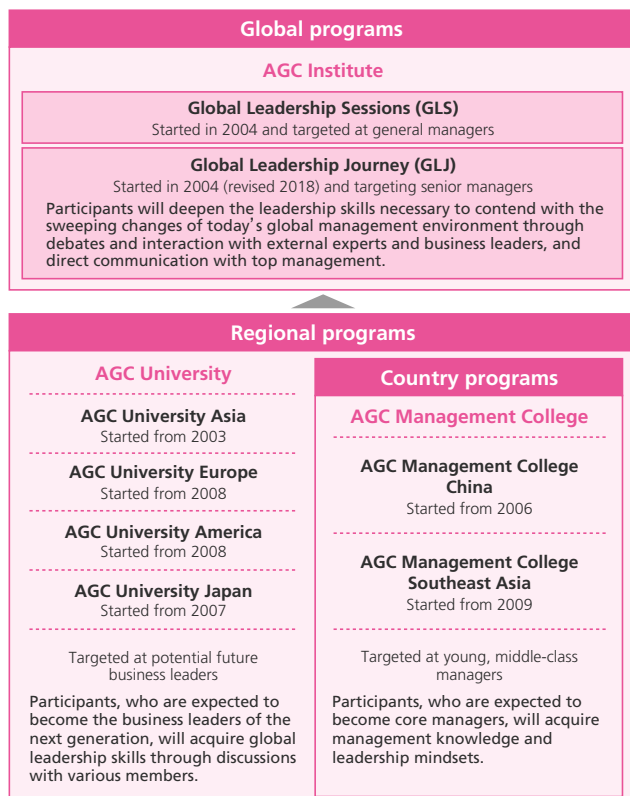 Global programs
AGC Institute
Global Leadership Sessions (GLS)
Started in 2004 and targeted at general managers
Global Leadership Journey (GLJ)
Started in 2004 (revised 2018) and targeting senior managers
Participants will deepen the leadership skills necessary to contend with the
sweeping changes of today’s global management environment through
debates and interaction with external experts and business leaders, and
direct communication with top management.
Regional programs
AGC University
AGC University Asia
Started from 2003
AGC University Europe
Started from 2008
AGC University America
Started from 2008
AGC University Japan
Started from 2007
Targeted at potential future
business leaders
Participants, who are expected to
become the business leaders of the
next generation, will acquire global
leadership skills through discussions
with various members.
Country programs
AGC Management College
AGC Management College
China
Started from 2006
AGC Management College
Southeast Asia
Started from 2009
Targeted at young, middle-class
managers
Participants, who are expected to
become core managers, will acquire
management knowledge and
leadership mindsets.